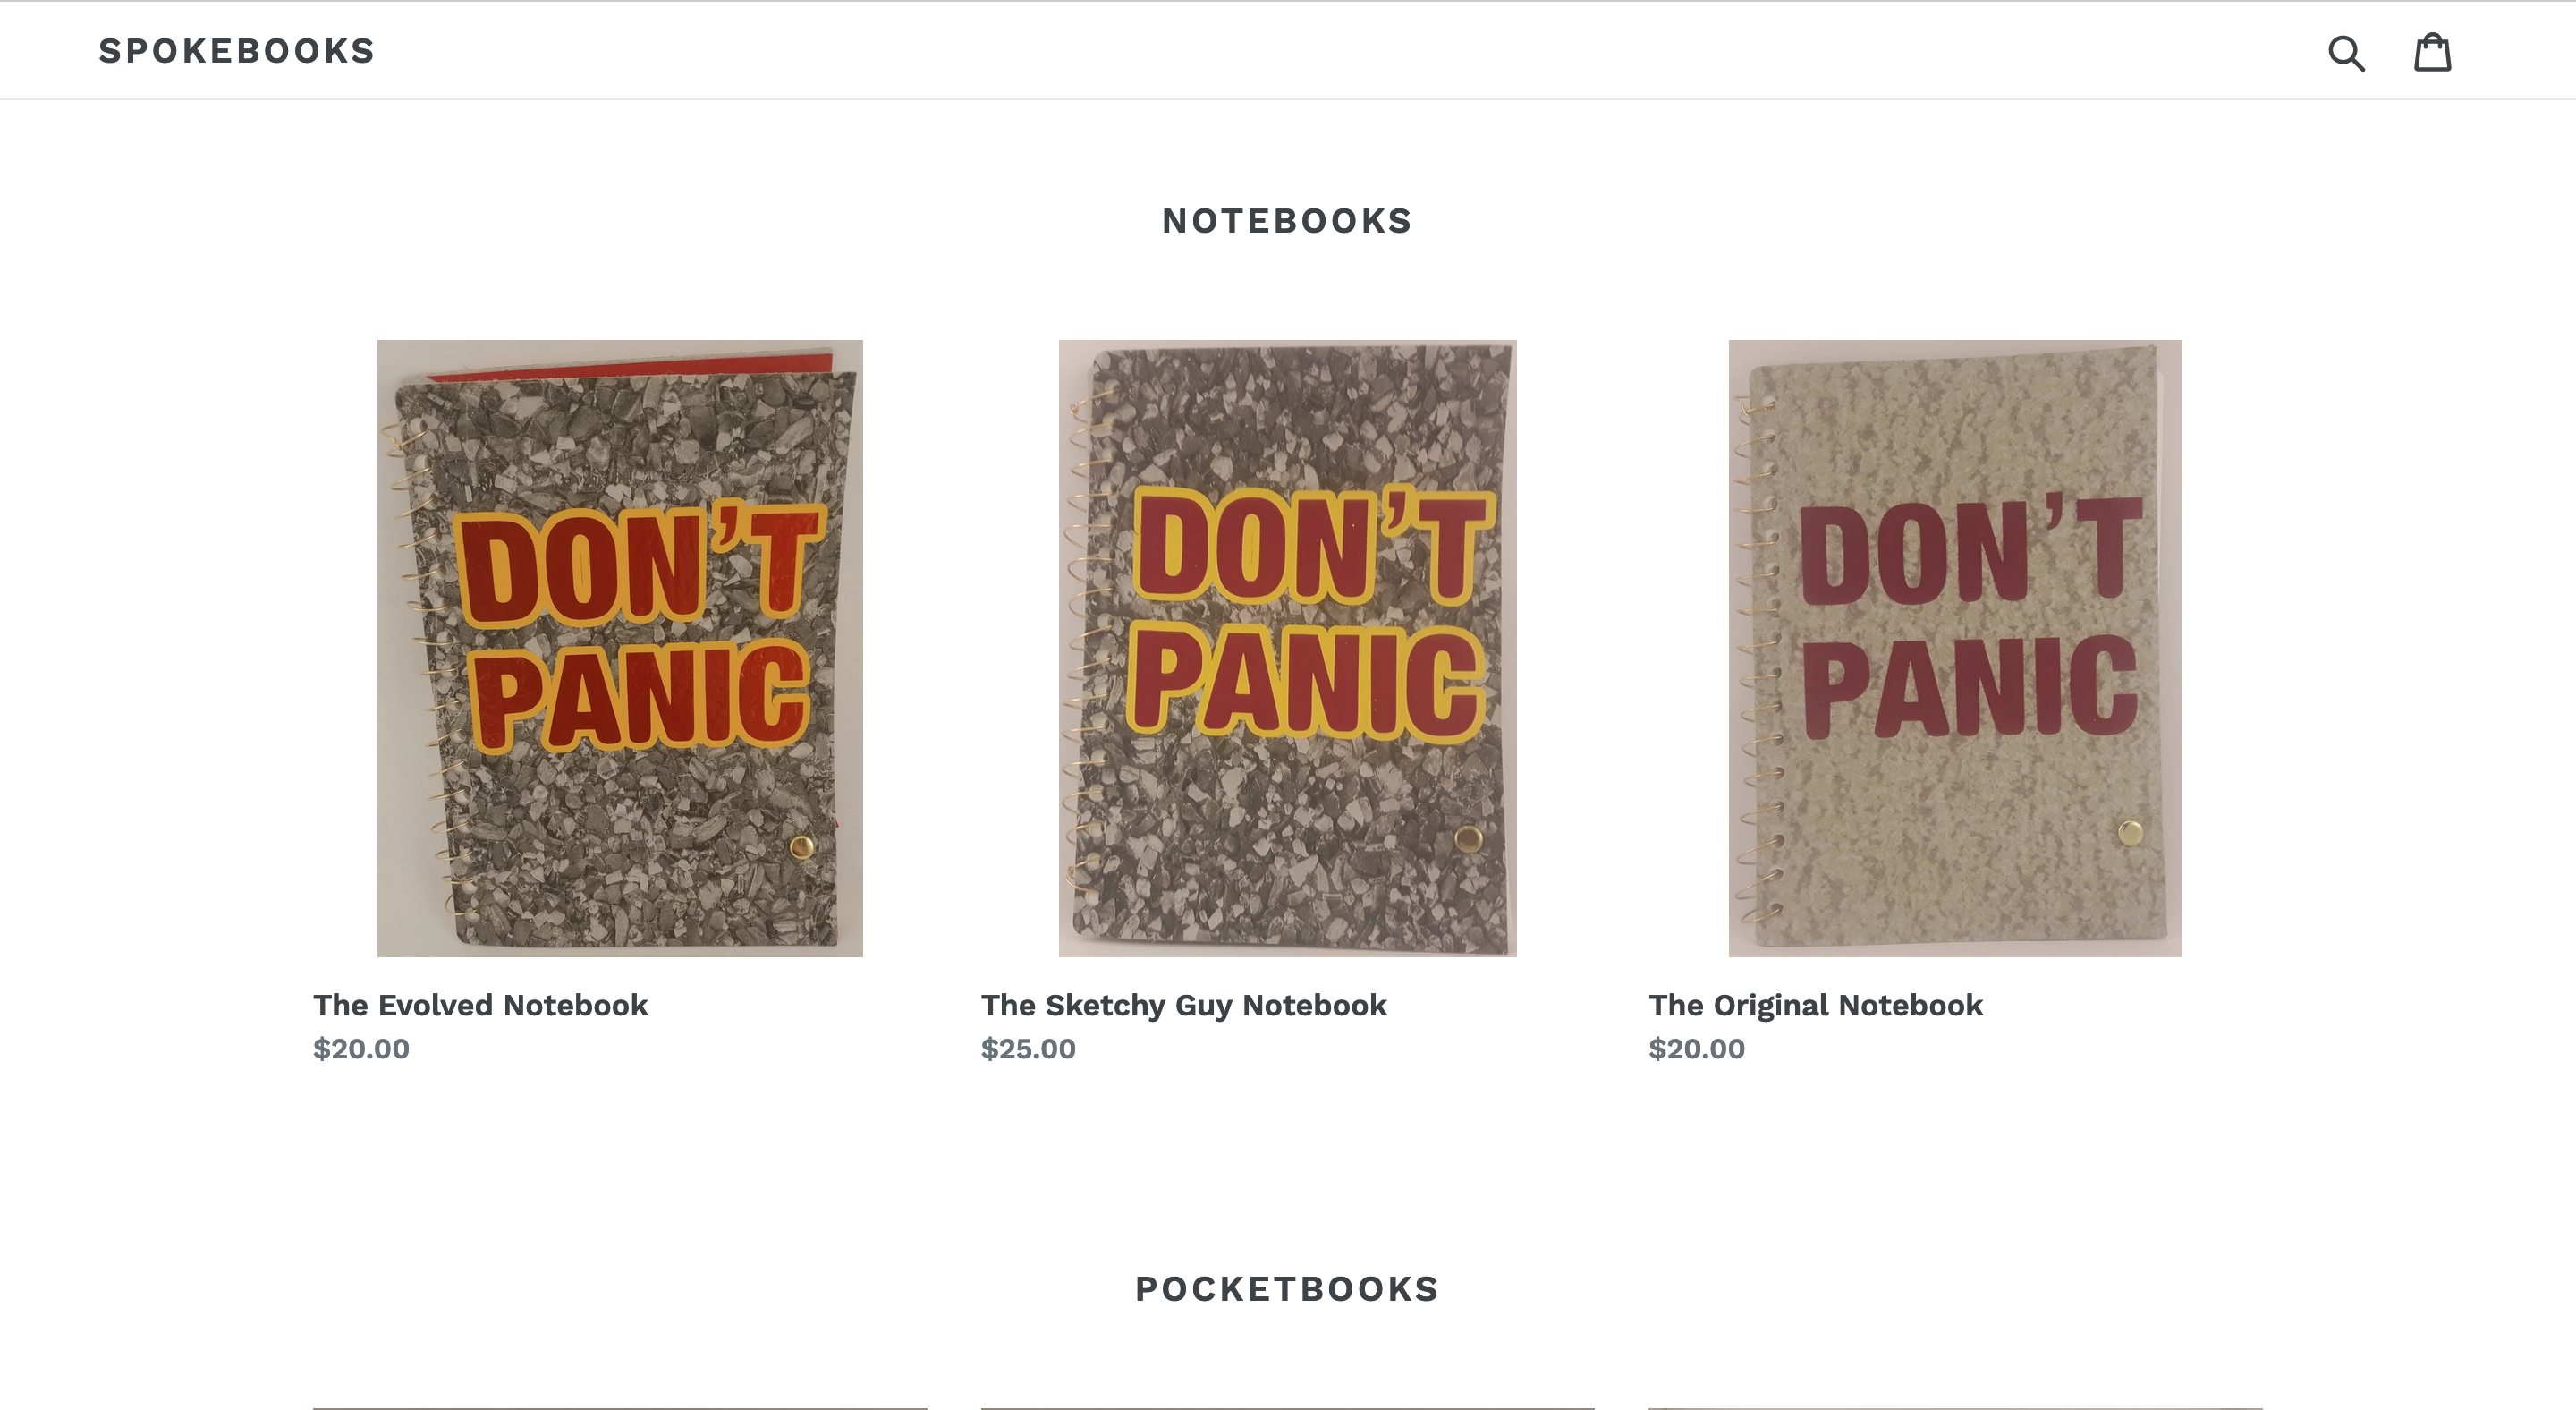 SPOKEBOOKS
NOTEBOOKS
DON'T
PANIC
DON'T
PANIC
DON'T
PANIC
The Evolved Notebook
$20.00
The Sketchy Guy Notebook
$25.00
The Original Notebook
$20.00
POCKETBOOKS